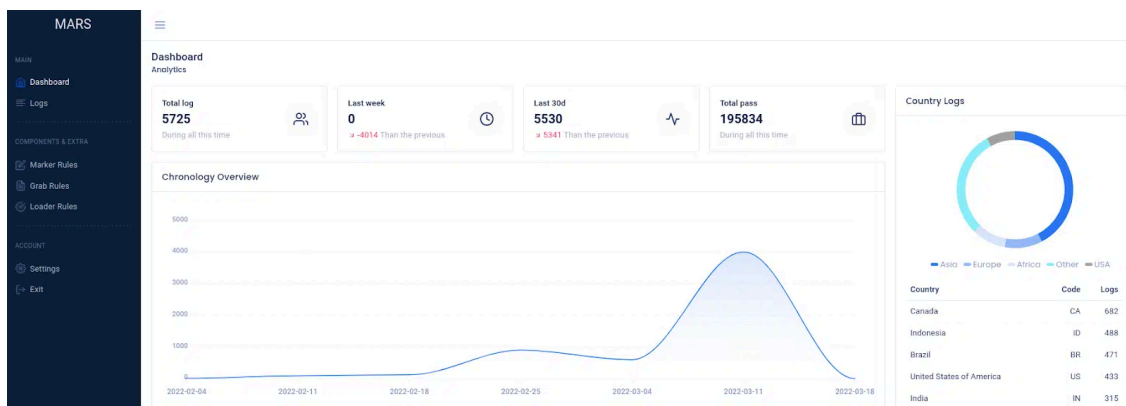 MARS
MAIN
Dashboard
Logs
COMPONENTS & EXTRA
Marker Rules
Grab Rules
Loader Rules
ACCOUNT
Settings
Exit
Dashboard
Analytics
Total log
5725
During all this time
Last week
0
-4014 Than the previous
Last 30d
5530
5341 Than the previous
Total pass
195834
During all this time
Chronology Overview
5000
4000
3000
2000
1000
0
2022-02-04 2022-02-11 2022-02-18 2022-02-25 2022-03-04 2022-03-11 2022-03-18
Country Logs
Asia Europe Africa Other USA
Country Code Logs
Canada CA 682
Indonesia ID 488
Brazil BR 471
United States of America US 433
India IN 315